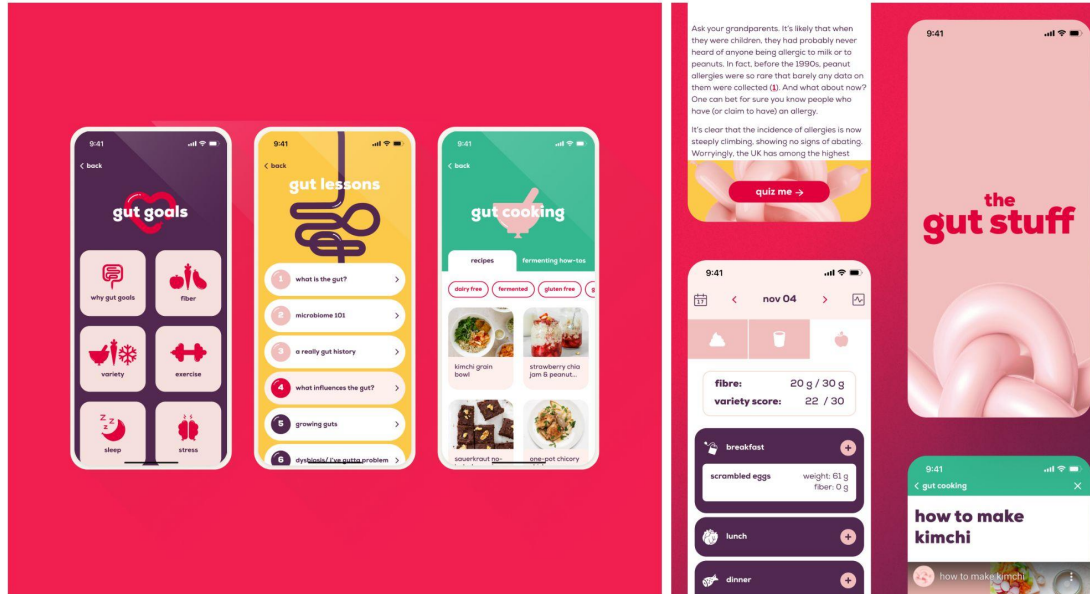 9:41
< back
gut goals
why gut goals
fiber
variety
exercise
sleep
stress
9:41
< back
gut lessons
1 what is the gut? >
2 microbiome 101 >
3 a really gut history >
4 what influences the gut? >
5 growing guts >
6 dysbiosis/ i've gutta problem >
9:41
< back
gut cooking
recipes
fermenting how-tos
dairy free
fermented
gluten free
kimchi grain
bowl
strawberry chia
jam & peanut...
sauerkraut no-
one-pot chicory
Ask your grandparents. It's likely that when
they were children, they had probably never
heard of anyone being allergic to milk or to
peanuts. In fact, before the 1990s, peanut
allergies were so rare that barely any data on
them were collected (1). And what about now?
One can bet for sure you know people who
have (or claim to have) an allergy.
It's clear that the incidence of allergies is now
steeply climbing, showing no signs of abating.
Worryingly, the UK has among the highest
quiz me →
9:41
17
< nov 04 >
fibre: 20 g / 30 g
variety score: 22 / 30
breakfast +
scrambled eggs weight: 61 g
fiber: 0 g
lunch +
dinner +
9:41
the
gut stuff
9:41
< gut cooking X
how to make
kimchi
how to make kimchi